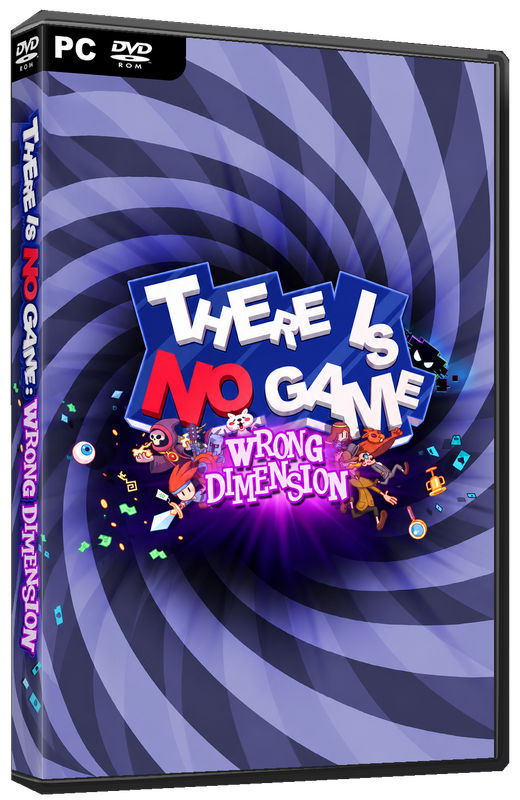 DVD
ROM
PC DVD
ROM
THERE IS NO GAME: WRONG DIMENSION
THERE IS
NO GAME
WRONG
DIMENSION